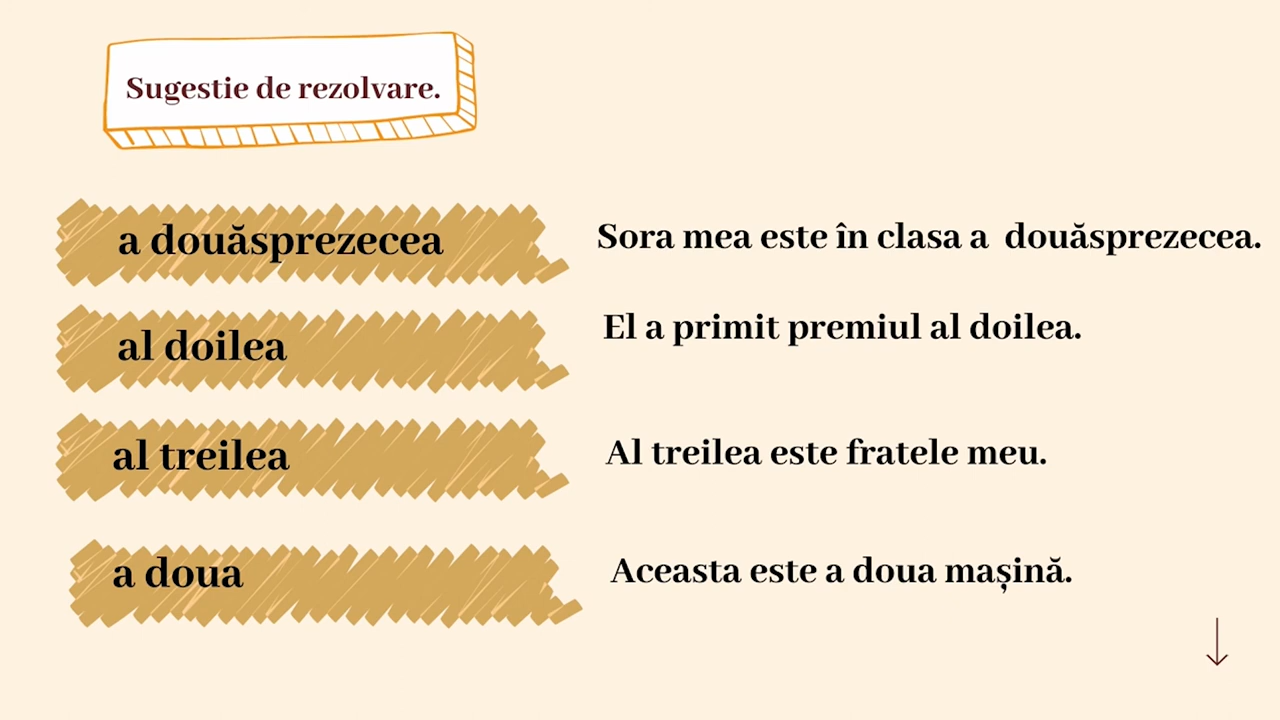 Sugestie de rezolvare.
a douăsprezecea
Sora mea este în clasa a douăsprezecea.
al doilea
El a primit premiul al doilea.
al treilea
Al treilea este fratele meu.
a doua
Aceasta este a doua mașină.